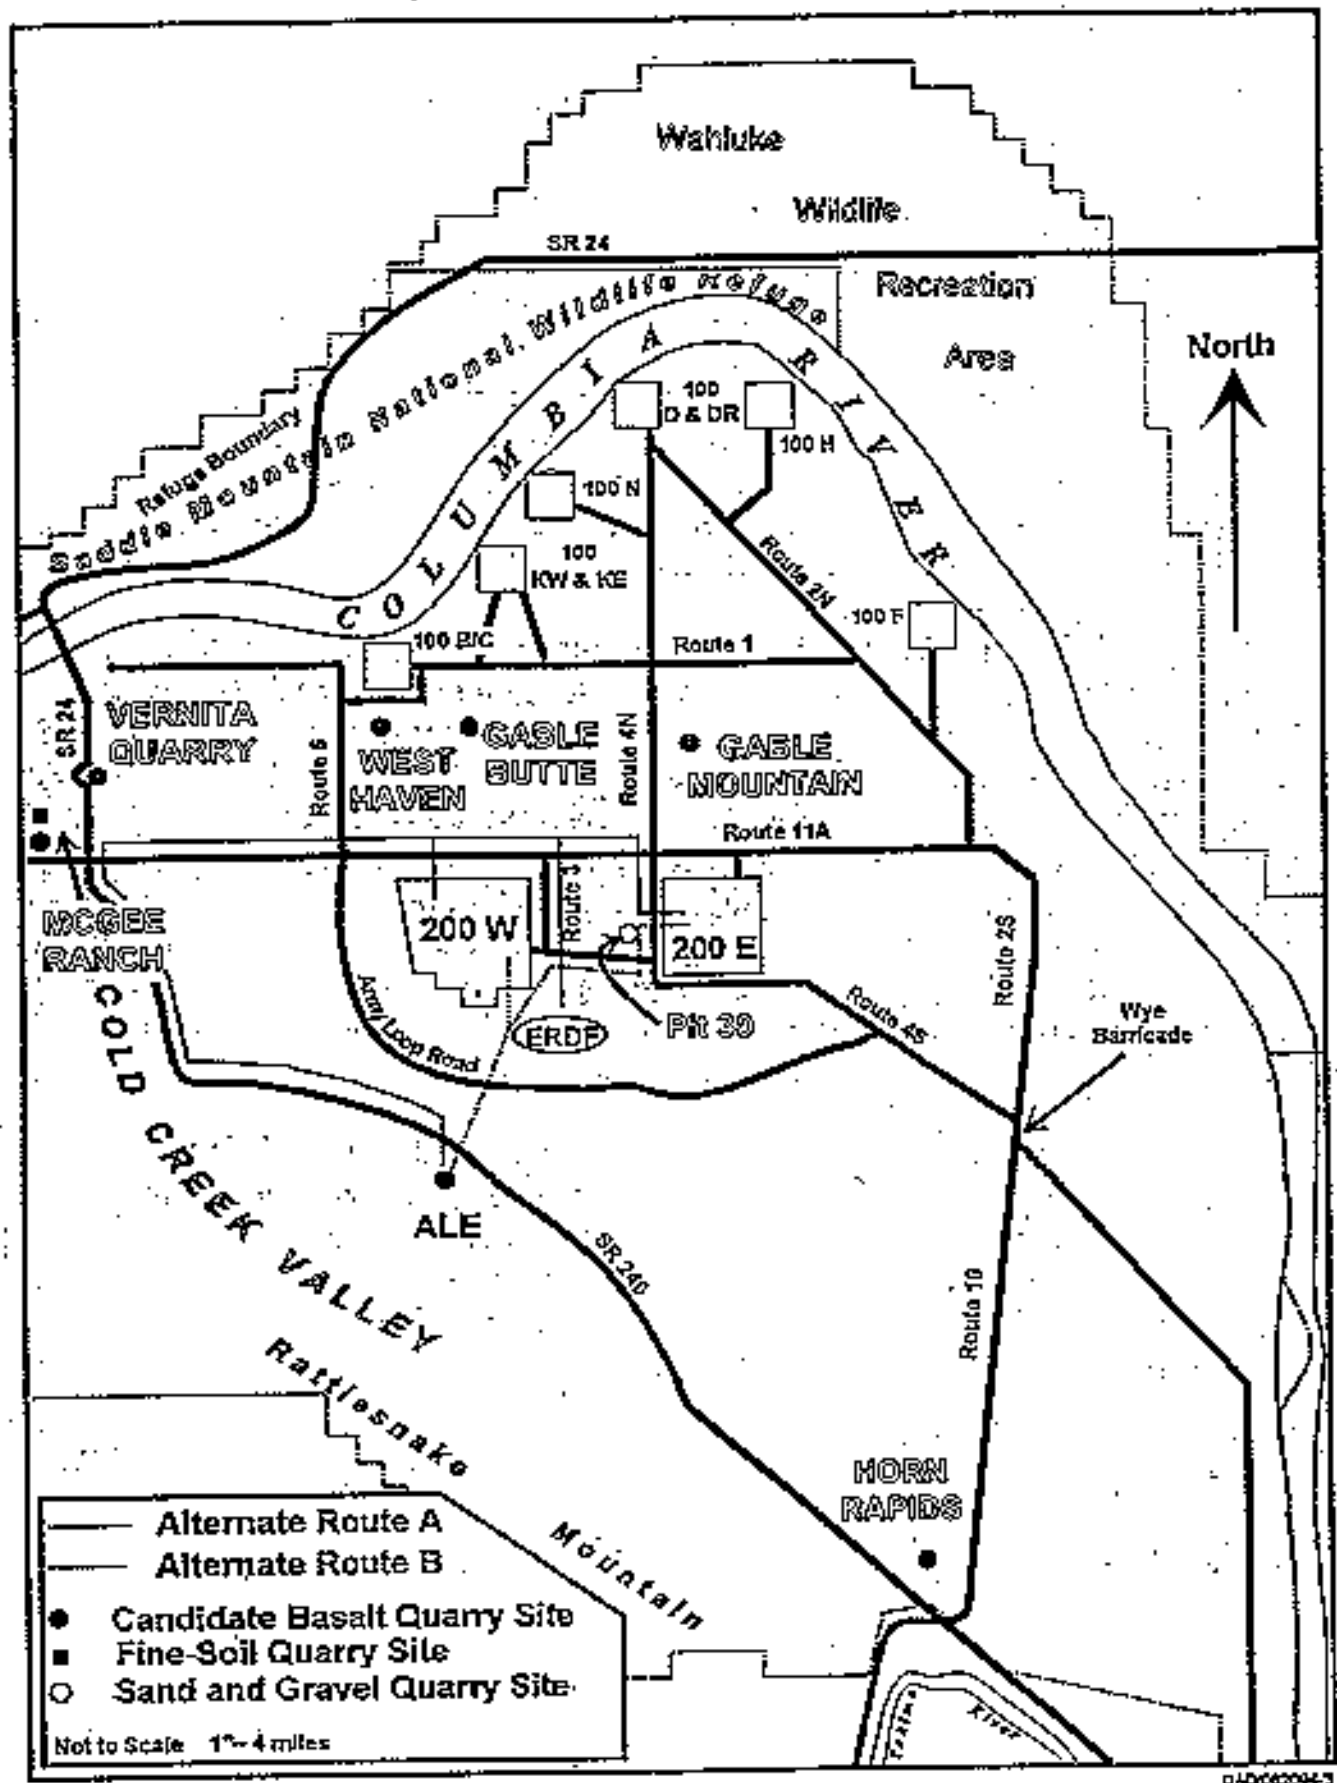 Wahluke
Wildlife
SR 24
Recreation
Area
North
Saddle Mountain National Wildlife Refuge
Refuge Boundary
COLUMBIA RIVER
100
D & DR
100 H
100 N
100
KW & KE
Route 2N
100 F
100 B/C
Route 1
SR 24
VERNITA
QUARRY
Route 6
WEST
HAVEN
GABLE
BUTTE
Route 4N
GABLE
MOUNTAIN
Route 11A
MCGEE
RANCH
200 W
Route 3
200 E
Route 2S
Army Loop Road
ERDF
Pit 30
Route 4S
Wye
Barricade
COLD CREEK VALLEY
ALE
SR 240
Route 10
Rattlesnake Mountain
HORN
RAPIDS
Alternate Route A
Alternate Route B
Candidate Basalt Quarry Site
Fine-Soil Quarry Site
Sand and Gravel Quarry Site
Not to Scale 1"~ 4 miles
Yakima River